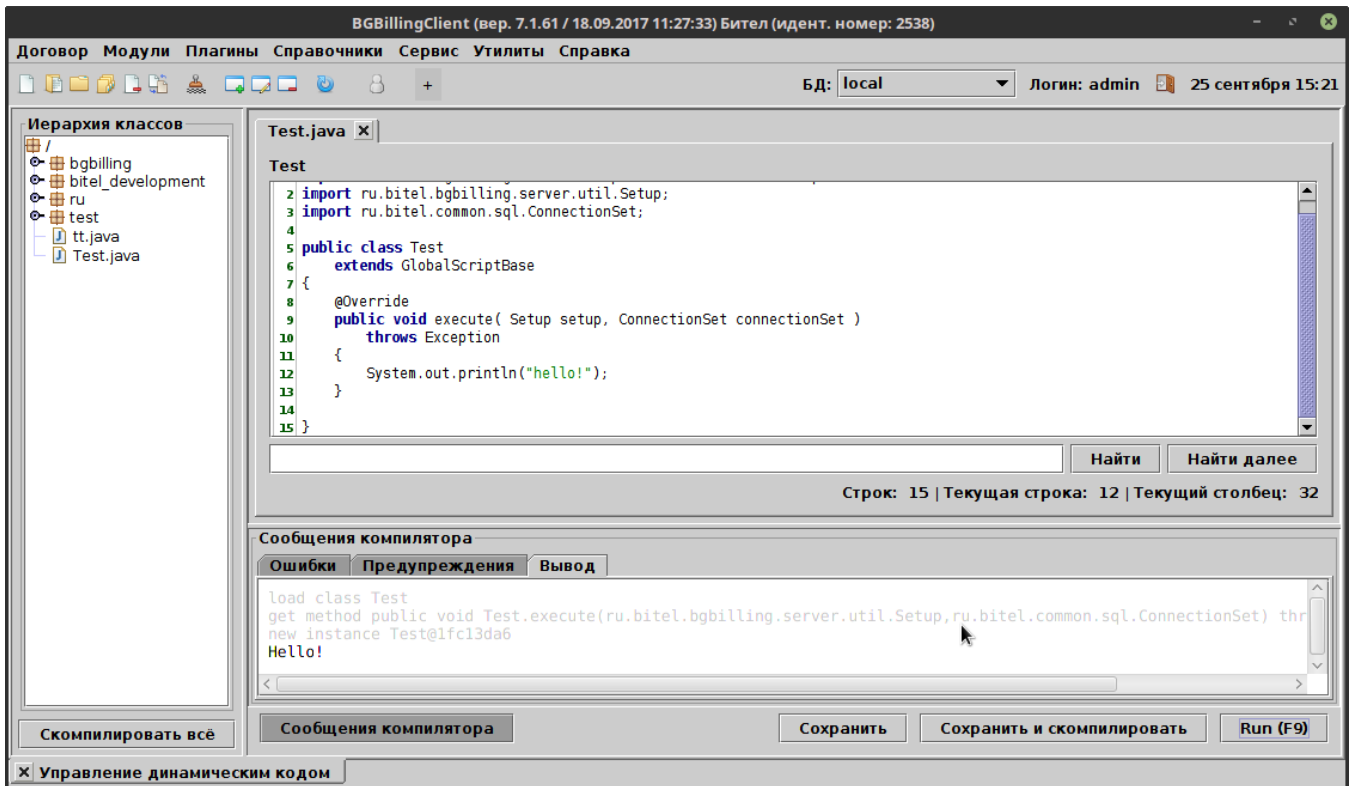 BGBillingClient (вер. 7.1.61 / 18.09.2017 11:27:33) Бител (идент. номер: 2538)
Договор Модули Плагины Справочники Сервис Утилиты Справка
+ БД: local Логин: admin 25 сентября 15:21
Иерархия классов
/
bgbilling
bitel_development
ru
test
tt.java
Test.java
Скомпилировать всё
Test.java
Test
2 import ru.bitel.bgbilling.server.util.Setup;
3 import ru.bitel.common.sql.ConnectionSet;
4
5 public class Test
6 extends GlobalScriptBase
7 {
8 @Override
9 public void execute( Setup setup, ConnectionSet connectionSet )
10 throws Exception
11 {
12 System.out.println("hello!");
13 }
14
15 }
Найти Найти далее
Строк: 15 | Текущая строка: 12 | Текущий столбец: 32
Сообщения компилятора
Ошибки Предупреждения Вывод
load class Test
get method public void Test.execute(ru.bitel.bgbilling.server.util.Setup,ru.bitel.common.sql.ConnectionSet) thr
new instance Test@1fc13da6
Hello!
Сообщения компилятора Сохранить Сохранить и скомпилировать Run (F9)
Управление динамическим кодом